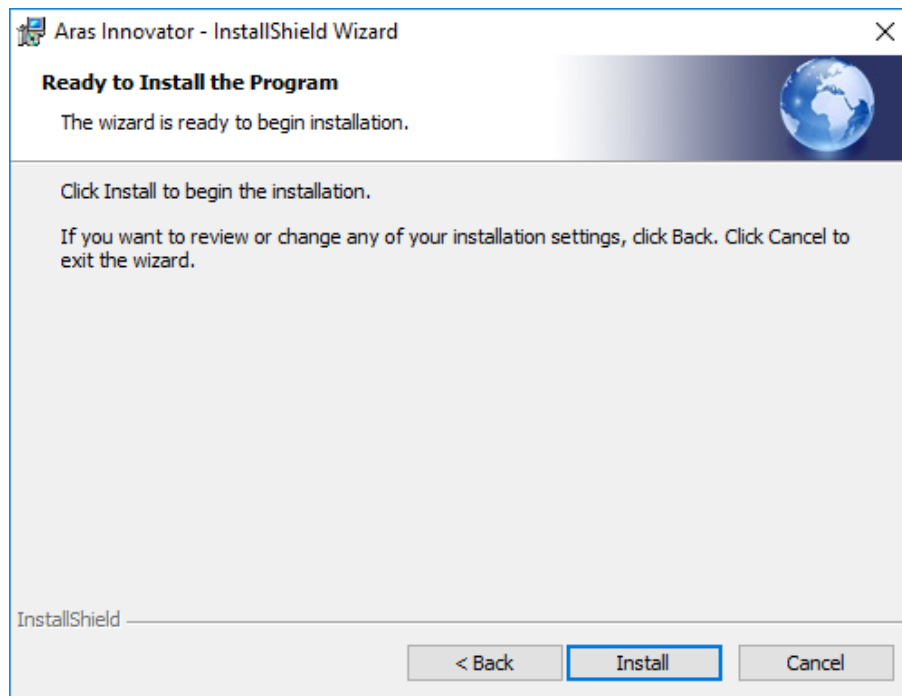 Aras Innovator - InstallShield Wizard
Ready to Install the Program
The wizard is ready to begin installation.
Click Install to begin the installation.
If you want to review or change any of your installation settings, click Back. Click Cancel to
exit the wizard.
InstallShield
< Back
Install
Cancel